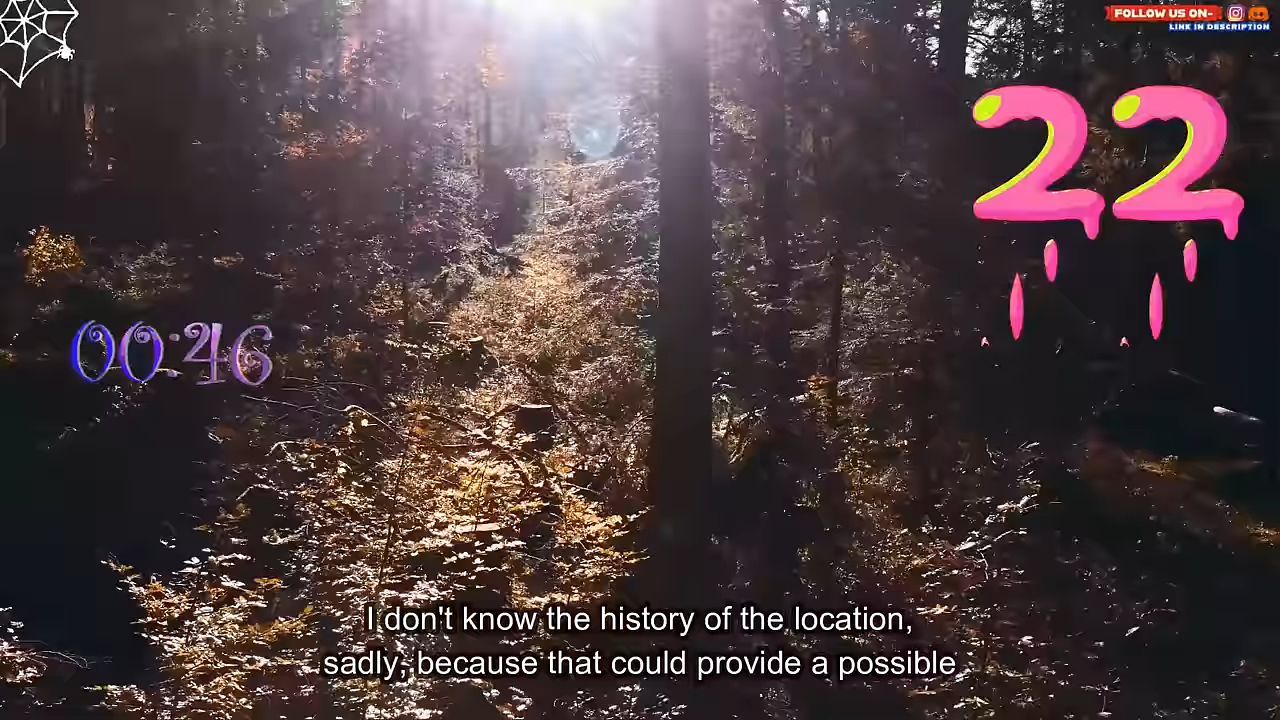 FOLLOW US ON-
LINK IN DESCRIPTION
22
00:46
I don't know the history of the location,
sadly, because that could provide a possible